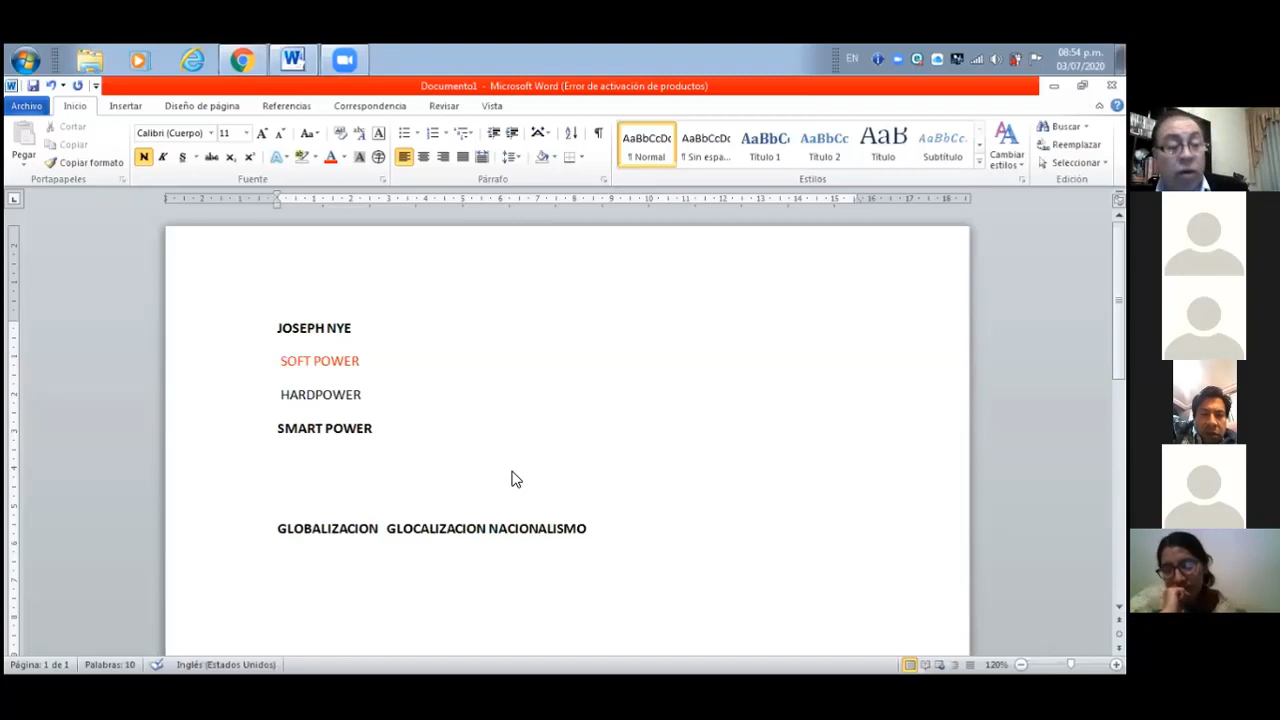 EN
08:54 p.m.
03/07/2020
Documento1 - Microsoft Word (Error de activación de productos)
Archivo Inicio Insertar Diseño de página Referencias Correspondencia Revisar Vista
Pegar
Cortar
Copiar
Copiar formato
Portapapeles
Calibri (Cuerpo) 11
Fuente
Párrafo
AaBbCcDc AaBbCcDc AaBbC AaBbCc AaB AaBbCc.
¶ Normal ¶ Sin espa... Título 1 Título 2 Título Subtítulo
Cambiar estilos
Estilos
Buscar
Reemplazar
Seleccionar
Edición
JOSEPH NYE
SOFT POWER
HARDPOWER
SMART POWER
GLOBALIZACION GLOCALIZACION NACIONALISMO
Página: 1 de 1 Palabras: 10 Inglés (Estados Unidos) 120%